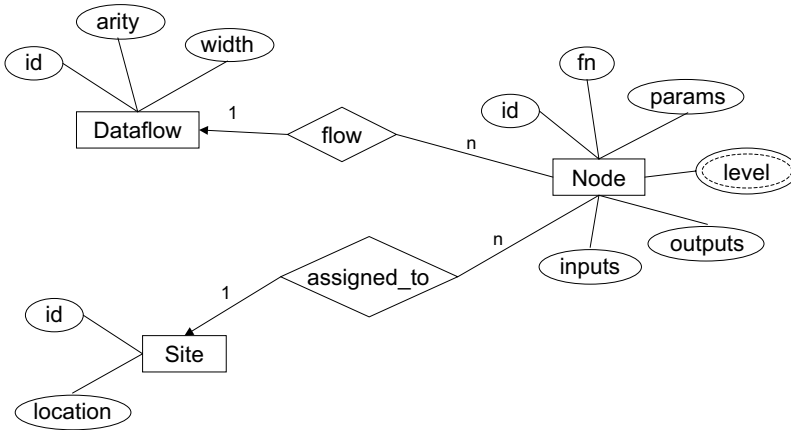 arity
width
id
Dataflow
1
flow
n
fn
id
params
Node
level
inputs
outputs
n
assigned_to
1
id
Site
location